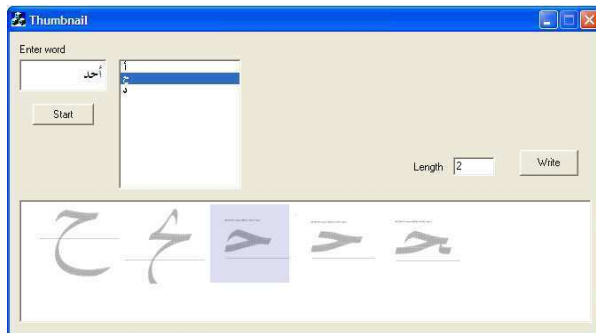 Thumbnail
Enter word
أحد
أ
ح
د
Start
Length 2
Write